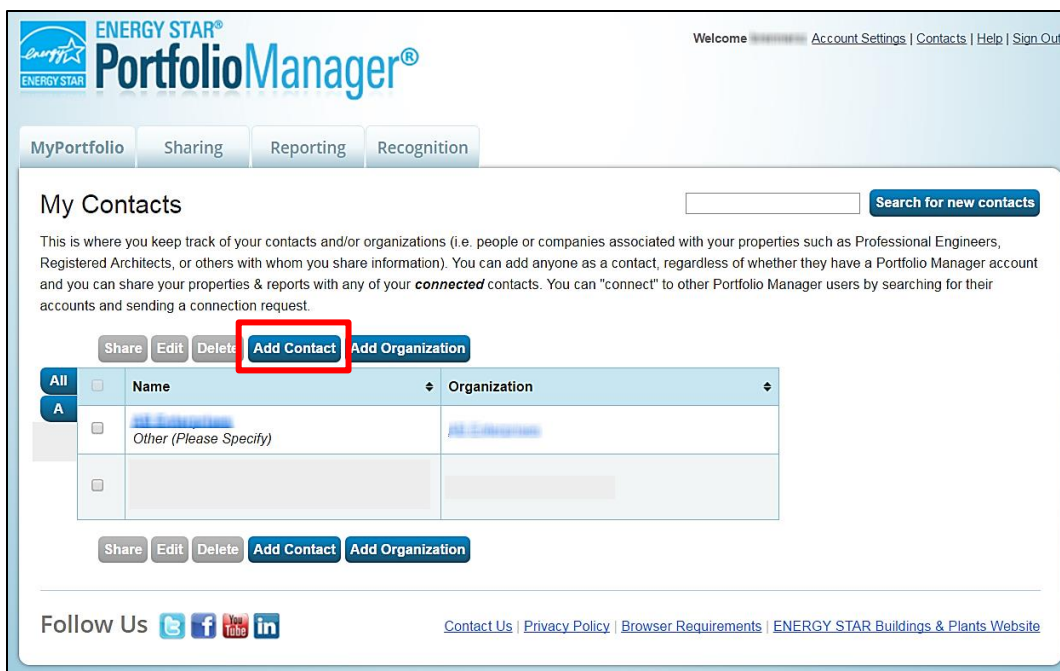 ENERGY STAR®
PortfolioManager®
energy
ENERGY STAR
Welcome Account Settings | Contacts | Help | Sign Out
MyPortfolio Sharing Reporting Recognition
My Contacts
Search for new contacts
This is where you keep track of your contacts and/or organizations (i.e. people or companies associated with your properties such as Professional Engineers,
Registered Architects, or others with whom you share information). You can add anyone as a contact, regardless of whether they have a Portfolio Manager account
and you can share your properties & reports with any of your connected contacts. You can "connect" to other Portfolio Manager users by searching for their
accounts and sending a connection request.
Share Edit Delete Add Contact Add Organization
All
A
Name Organization
Other (Please Specify)
Share Edit Delete Add Contact Add Organization
Follow Us You Tube in
Contact Us | Privacy Policy | Browser Requirements | ENERGY STAR Buildings & Plants Website